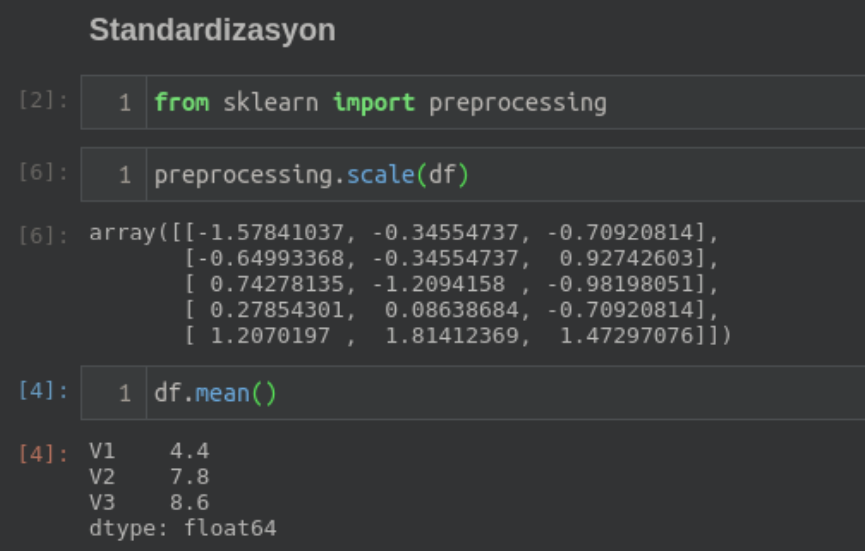 Standardizasyon
[2]: 1 from sklearn import preprocessing
[6]: 1 preprocessing.scale(df)
[6]: array([[-1.57841037, -0.34554737, -0.70920814],
[-0.64993368, -0.34554737,  0.92742603],
[ 0.74278135, -1.2094158 , -0.98198051],
[ 0.27854301,  0.08638684, -0.70920814],
[ 1.2070197 ,  1.81412369,  1.47297076]])
[4]: 1 df.mean()
[4]: V1    4.4
V2    7.8
V3    8.6
dtype: float64